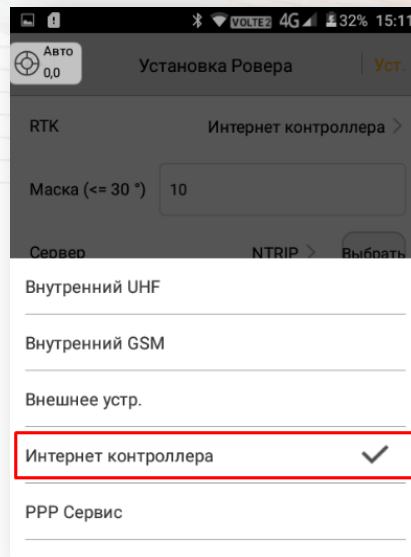 VOLTE2 4G 32% 15:11
Авто
0,0
Установка Ровера Уст.
RTK Интернет контроллера >
Маска (<= 30 °) 10
Сервер NTRIP > Выбрать
Внутренний UHF
Внутренний GSM
Внешнее устр.
Интернет контроллера
PPP Сервис